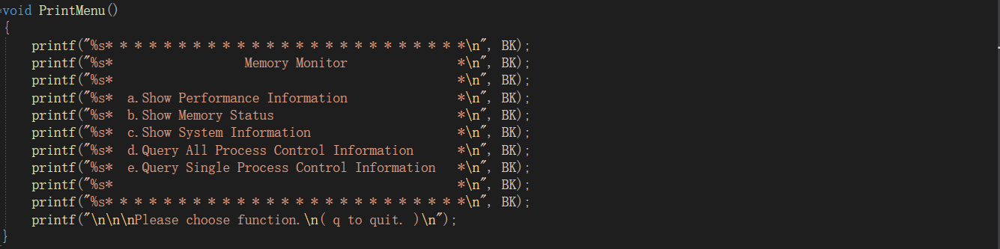 void PrintMenu()
{
    printf("%s* * * * * * * * * * * * * * * * * * * * * * * * *\n", BK);
    printf("%s*                  Memory Monitor               *\n", BK);
    printf("%s*                                               *\n", BK);
    printf("%s*  a.Show Performance Information               *\n", BK);
    printf("%s*  b.Show Memory Status                         *\n", BK);
    printf("%s*  c.Show System Information                    *\n", BK);
    printf("%s*  d.Query All Process Control Information      *\n", BK);
    printf("%s*  e.Query Single Process Control Information   *\n", BK);
    printf("%s*                                               *\n", BK);
    printf("%s* * * * * * * * * * * * * * * * * * * * * * * * *\n", BK);
    printf("\n\n\nPlease choose function.\n( q to quit. )\n");
}